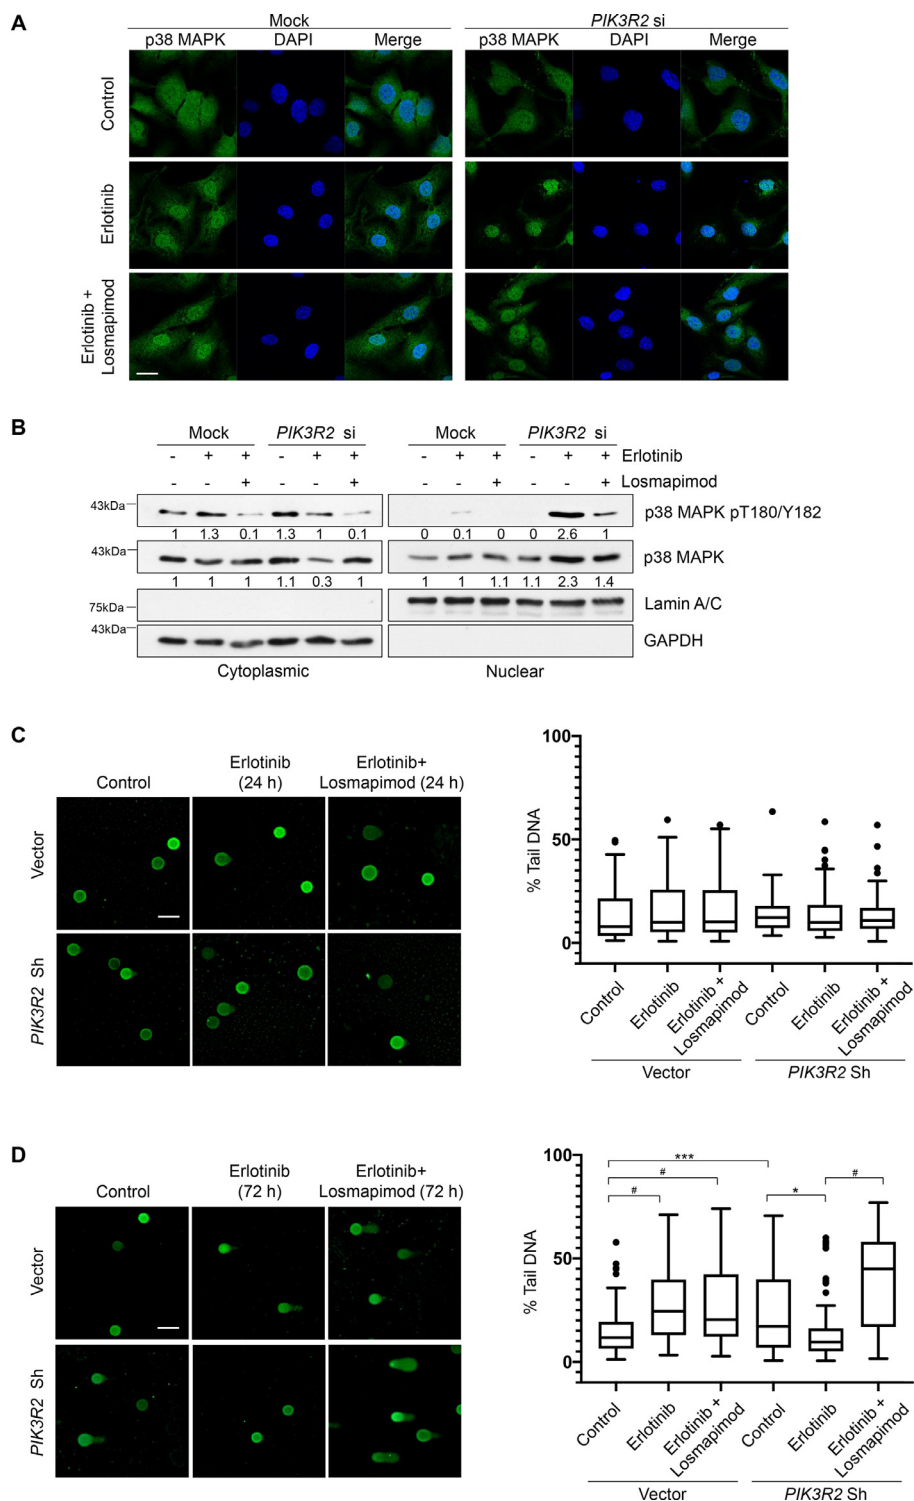 A
Mock
PIK3R2 si
p38 MAPK DAPI Merge p38 MAPK DAPI Merge
Control
Erlotinib
Erlotinib +
Losmapimod
B
Mock PIK3R2 si Mock PIK3R2 si
- + + - + + - + + - + + Erlotinib
- - + - - + - - + - - + Losmapimod
43kDa p38 MAPK pT180/Y182
1 1.3 0.1 1.3 1 0.1 0 0.1 0 0 2.6 1
43kDa p38 MAPK
1 1 1 1.1 0.3 1 1 1 1.1 1.1 2.3 1.4
75kDa Lamin A/C
43kDa GAPDH
Cytoplasmic Nuclear
C
Control
Erlotinib
(24 h)
Erlotinib+
Losmapimod (24 h)
Vector
PIK3R2 Sh
100
50
0
% Tail DNA
Control
Erlotinib
Erlotinib +
Losmapimod
Control
Erlotinib
Erlotinib +
Losmapimod
Vector
PIK3R2 Sh
D
Control
Erlotinib
(72 h)
Erlotinib+
Losmapimod (72 h)
Vector
PIK3R2 Sh
100
50
0
% Tail DNA
***
#
#
*
#
Control
Erlotinib
Erlotinib +
Losmapimod
Control
Erlotinib
Erlotinib +
Losmapimod
Vector
PIK3R2 Sh